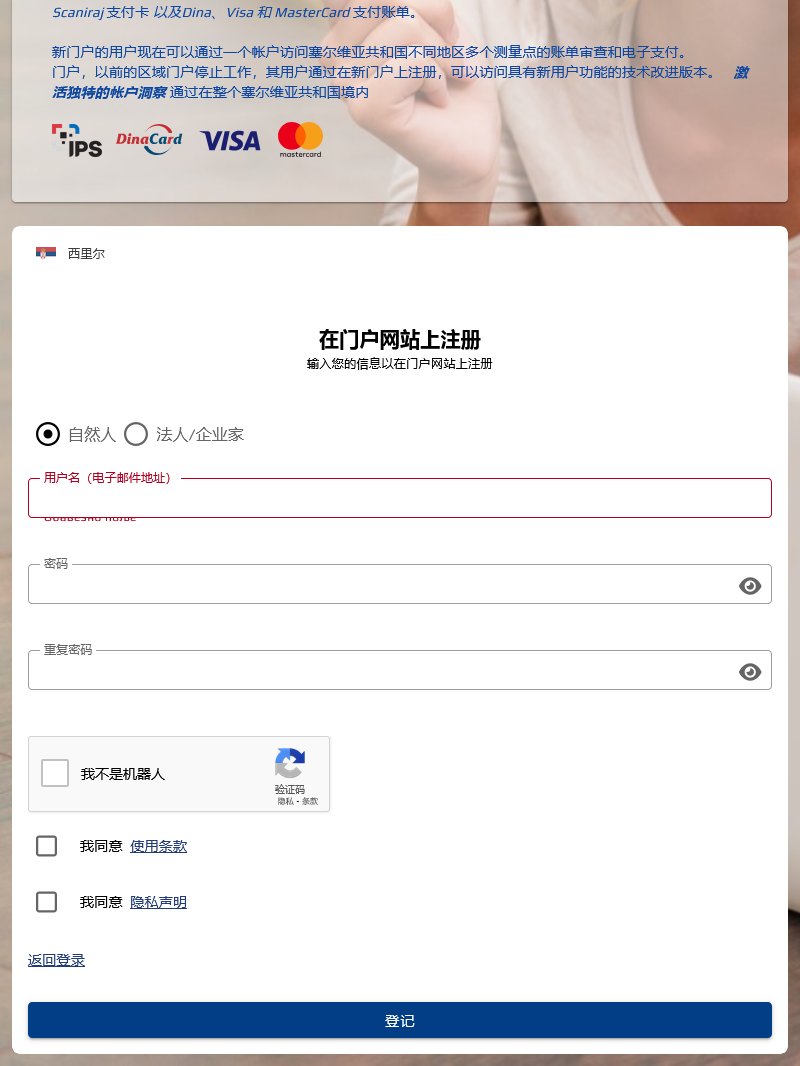 Scaniraj 支付卡 以及Dina、Visa 和 MasterCard 支付账单。
新门户的用户现在可以通过一个帐户访问塞尔维亚共和国不同地区多个测量点的账单审查和电子支付。
门户，以前的区域门户停止工作，其用户通过在新门户上注册，可以访问具有新用户功能的技术改进版本。 激
活独特的帐户洞察 通过在整个塞尔维亚共和国境内
IPS DinaCard VISA mastercard
西里尔
在门户网站上注册
输入您的信息以在门户网站上注册
自然人 法人/企业家
用户名（电子邮件地址）
密码
重复密码
我不是机器人
验证码
隐私 - 条款
我同意 使用条款
我同意 隐私声明
返回登录
登记